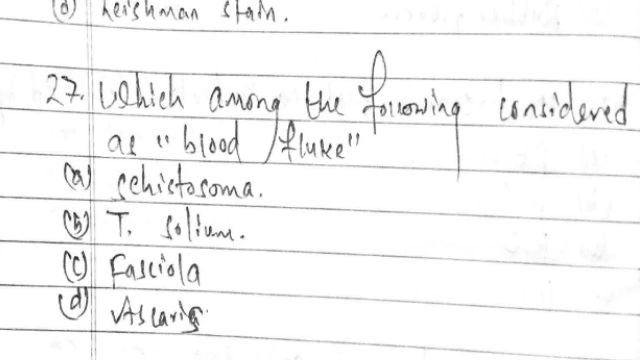 (d) Leishman stain.
27. Which among the following considered
as "blood fluke"
(a) Schistosoma.
(b) T. solium.
(c) Fasciola
(d) Ascaris